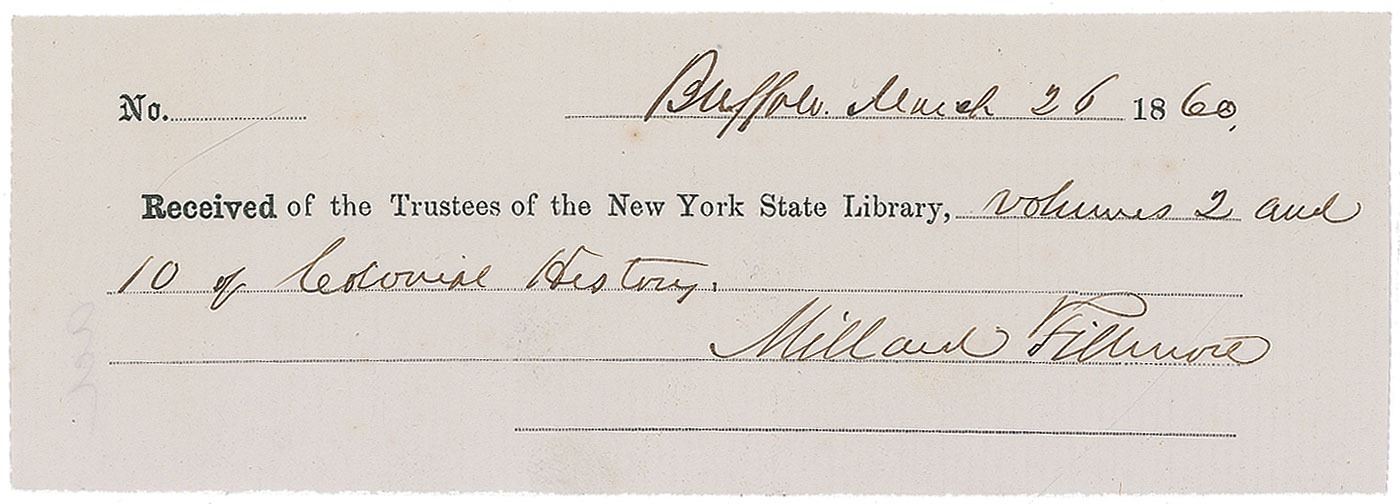 No. Buffalo. March 26 1860.
Received of the Trustees of the New York State Library, volumes 2 and
10 of Colonial History.
Millard Fillmore